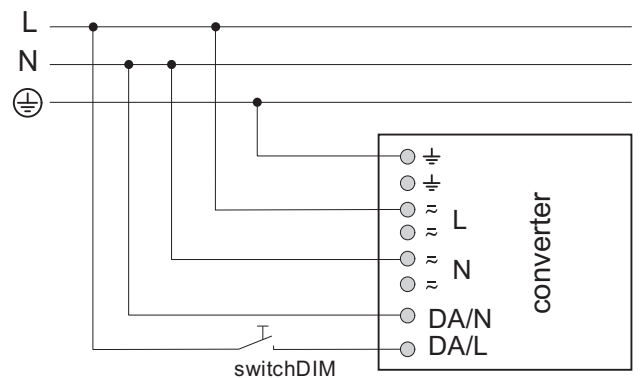 L
N
L
N
DA/N
DA/L
switchDIM
converter